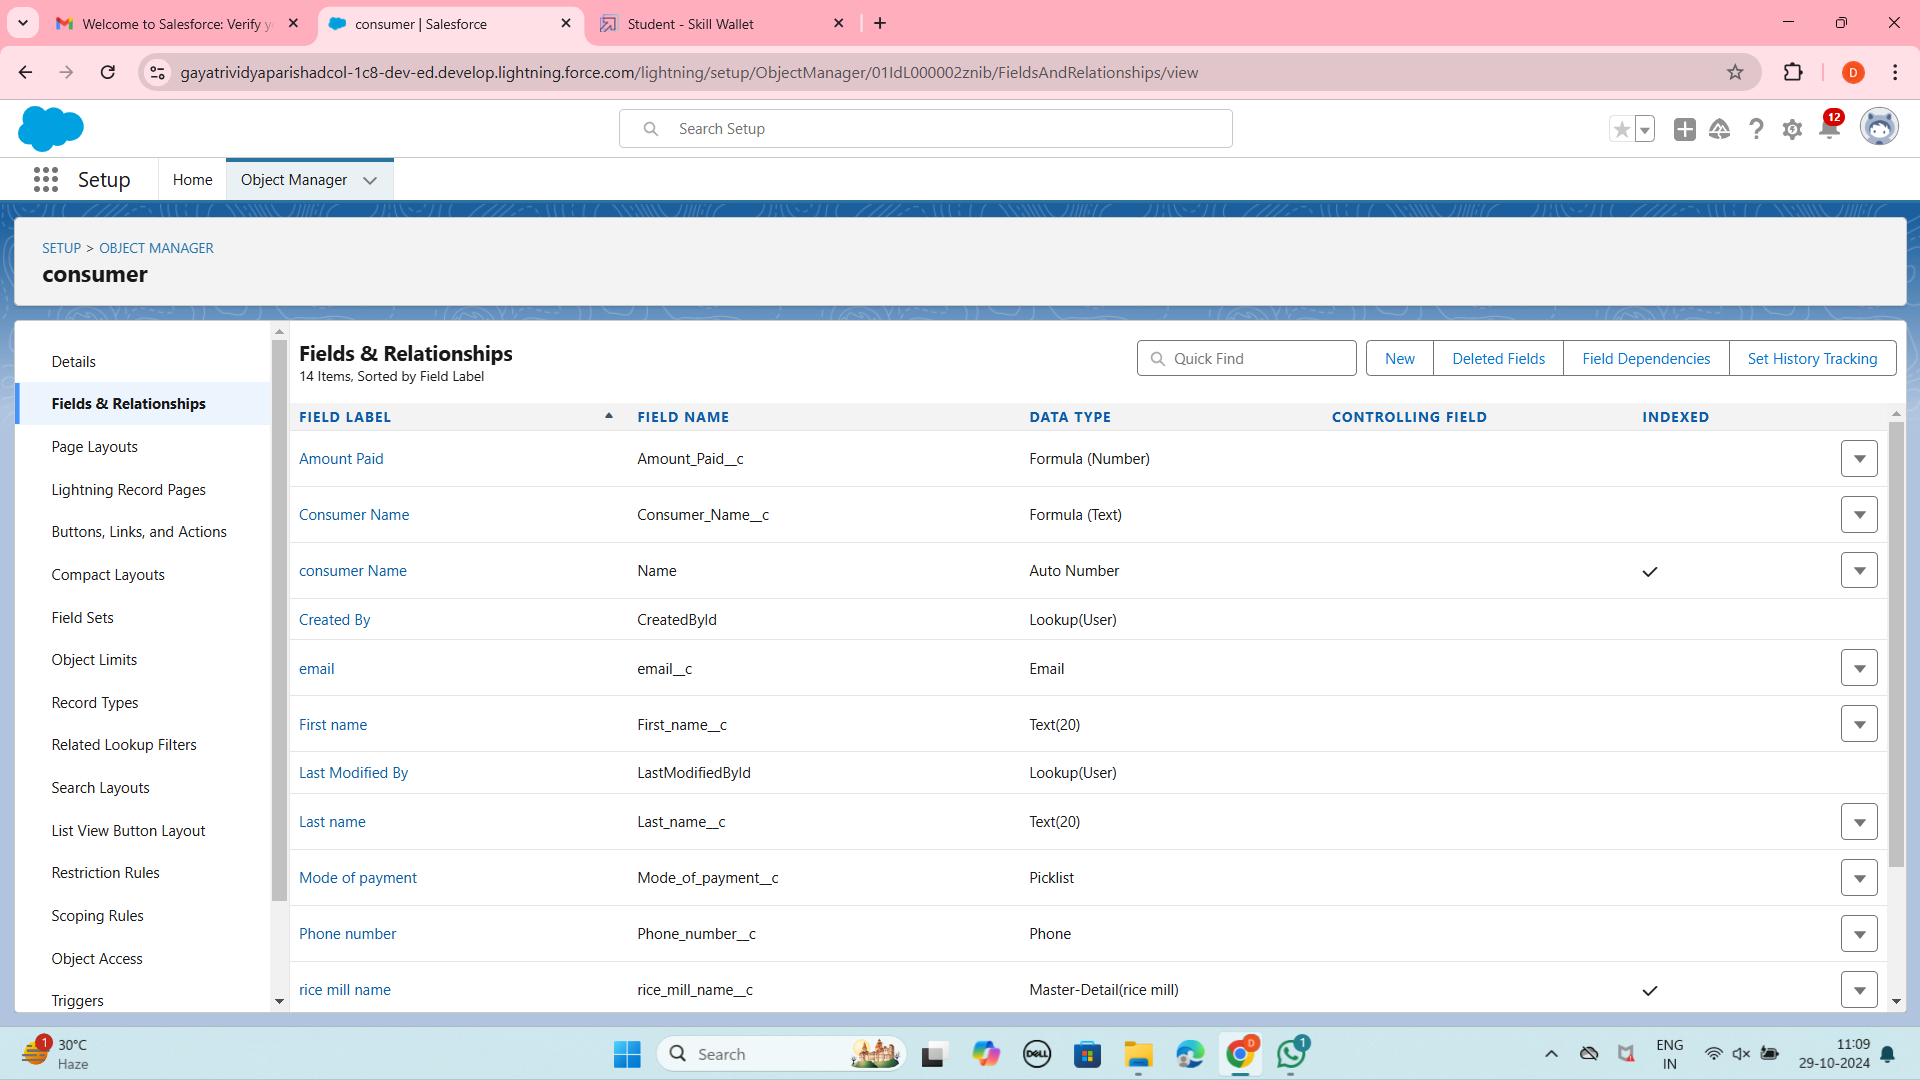 Welcome to Salesforce: Verify y
consumer | Salesforce
Student - Skill Wallet
gayatrividyaparishadcol-1c8-dev-ed.develop.lightning.force.com/lightning/setup/ObjectManager/01IdL000002znib/FieldsAndRelationships/view
D
Search Setup
12
Setup
Home
Object Manager
SETUP > OBJECT MANAGER
consumer
Details
Fields & Relationships
Page Layouts
Lightning Record Pages
Buttons, Links, and Actions
Compact Layouts
Field Sets
Object Limits
Record Types
Related Lookup Filters
Search Layouts
List View Button Layout
Restriction Rules
Scoping Rules
Object Access
Triggers
Fields & Relationships
14 Items, Sorted by Field Label
Quick Find
New
Deleted Fields
Field Dependencies
Set History Tracking
FIELD LABEL FIELD NAME DATA TYPE CONTROLLING FIELD INDEXED
Amount Paid Amount_Paid__c Formula (Number)
Consumer Name Consumer_Name__c Formula (Text)
consumer Name Name Auto Number
Created By CreatedById Lookup(User)
email email__c Email
First name First_name__c Text(20)
Last Modified By LastModifiedById Lookup(User)
Last name Last_name__c Text(20)
Mode of payment Mode_of_payment__c Picklist
Phone number Phone_number__c Phone
rice mill name rice_mill_name__c Master-Detail(rice mill)
1
30°C
Haze
Search
DELL
D
1
ENG
IN
11:09
29-10-2024